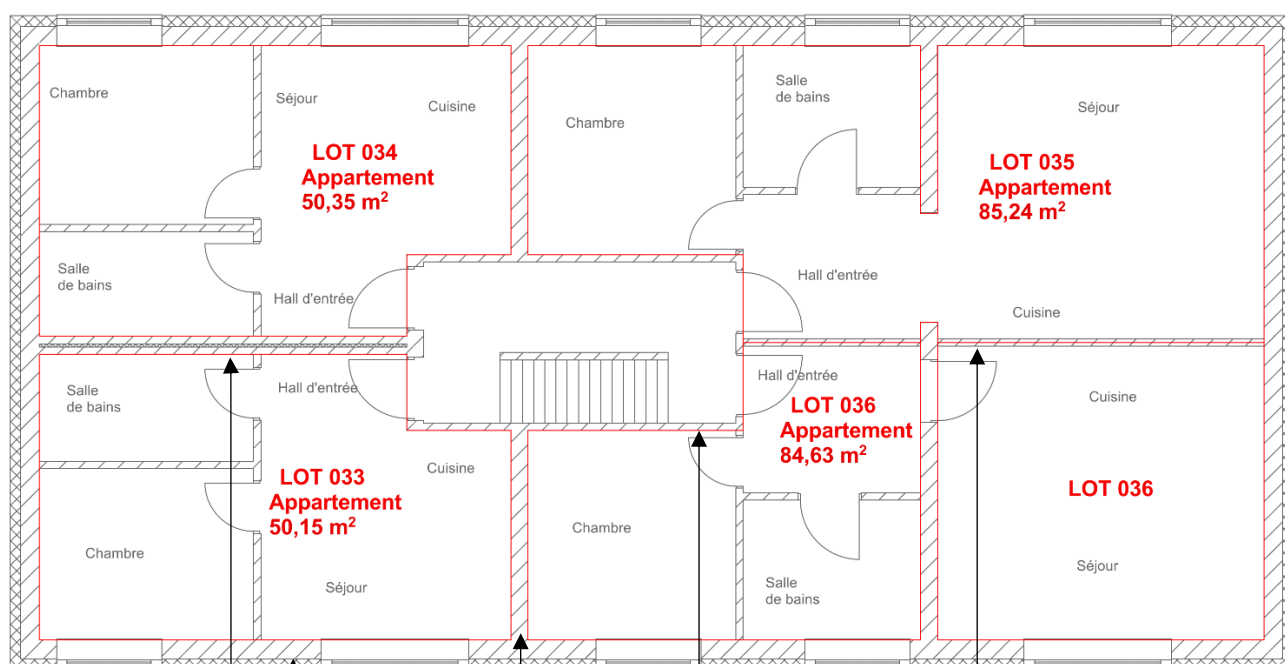 Chambre
Séjour
Cuisine
LOT 034
Appartement
50,35 m²
Salle
de bains
Hall d'entrée
Chambre
Salle
de bains
Séjour
LOT 035
Appartement
85,24 m²
Hall d'entrée
Cuisine
Salle
de bains
Hall d'entrée
Cuisine
LOT 033
Appartement
50,15 m²
Chambre
Séjour
Hall d'entrée
LOT 036
Appartement
84,63 m²
Chambre
Salle
de bains
Cuisine
LOT 036
Séjour